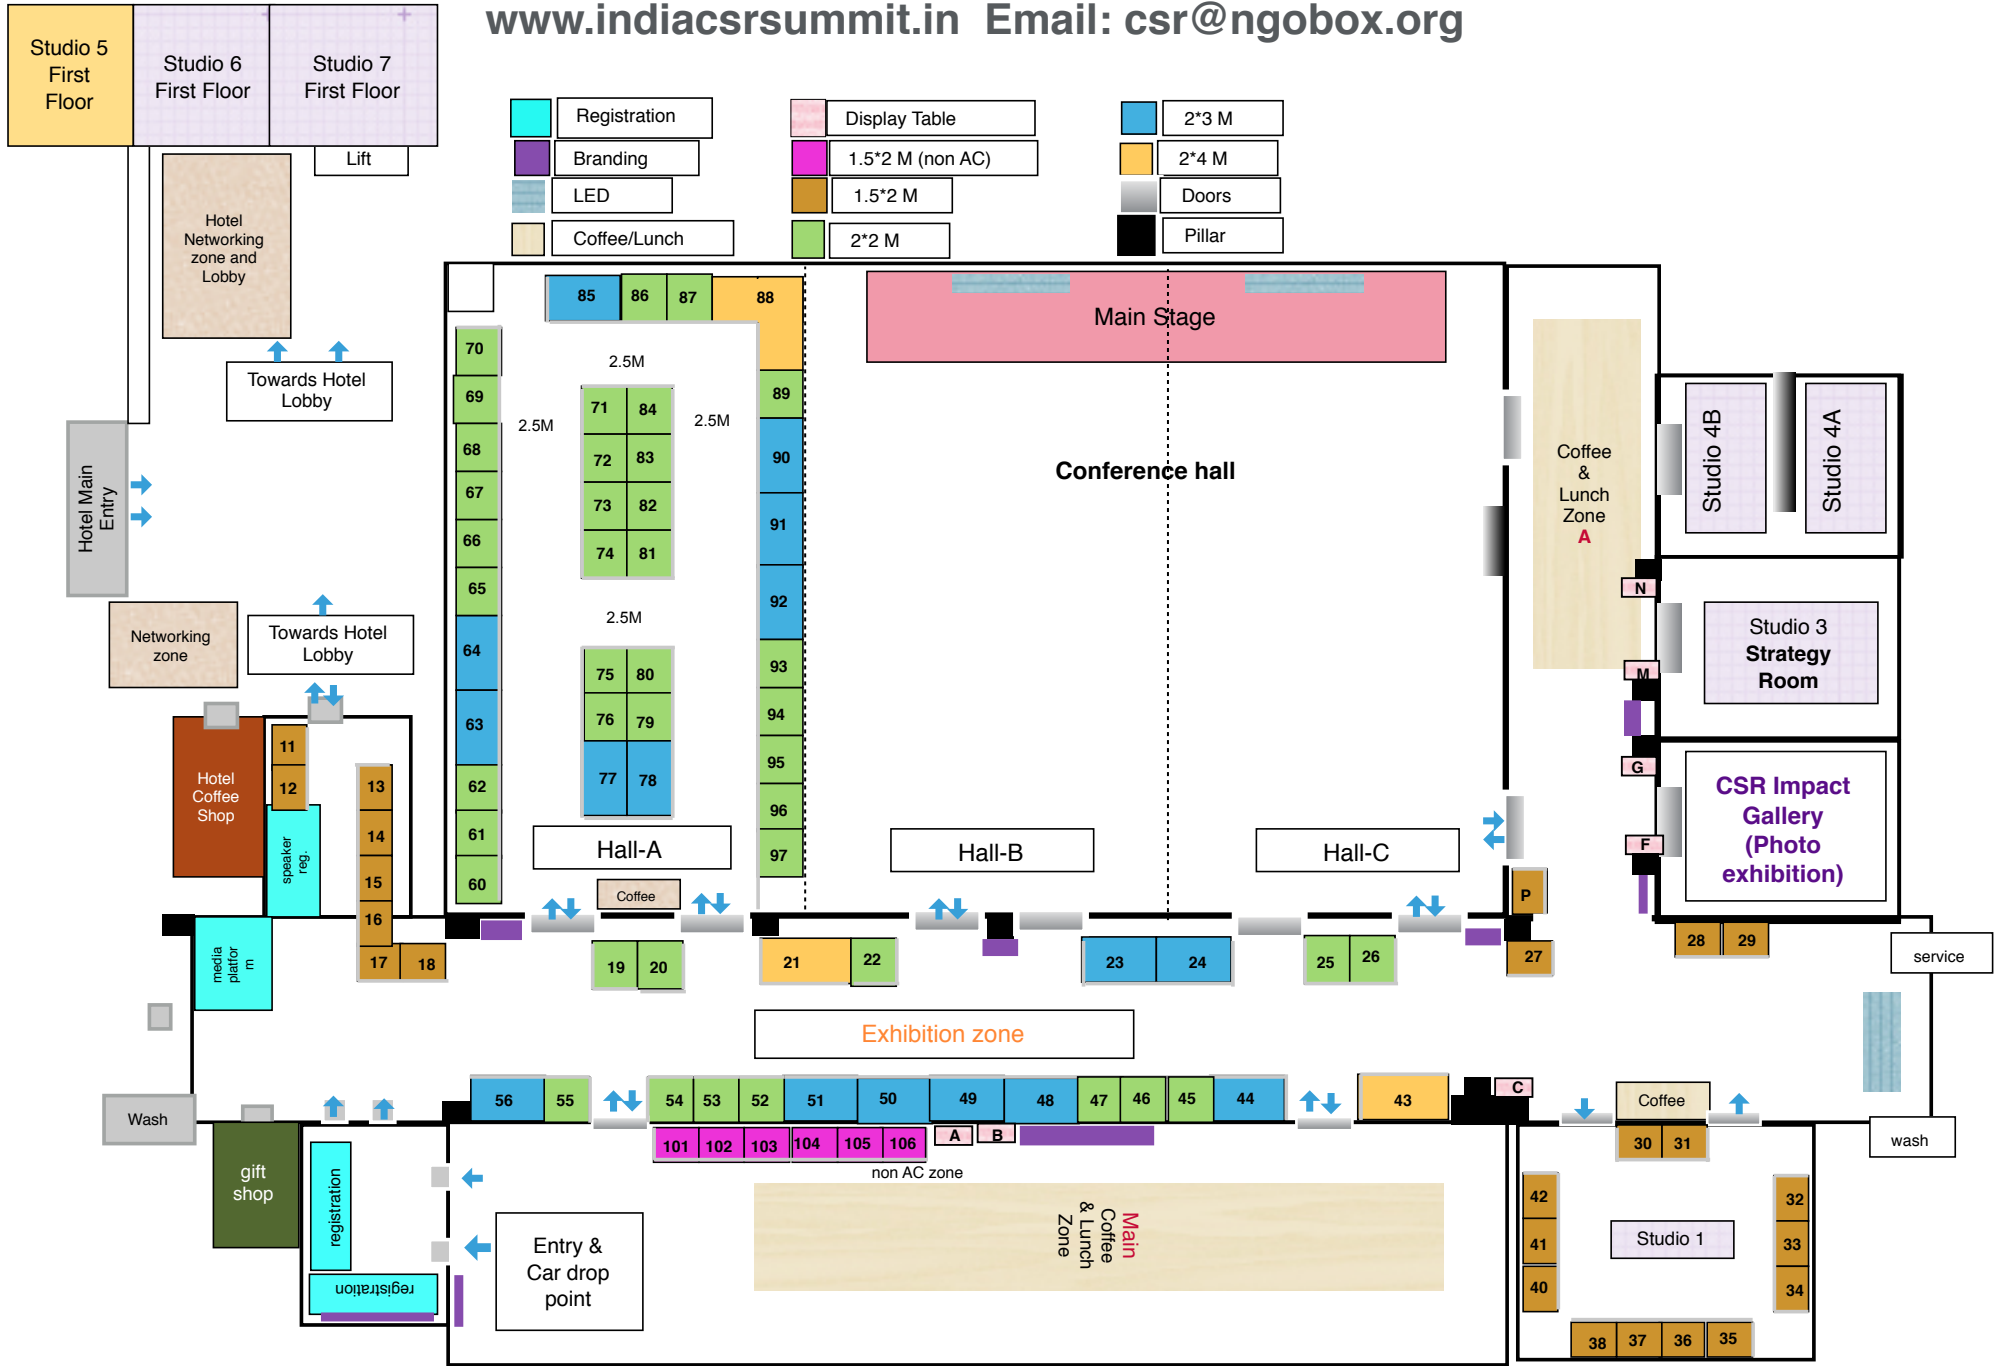 www.indiacsrsummit.in  Email: csr@ngobox.org
Studio 5
First
Floor
Studio 6
First Floor
Studio 7
First Floor
Lift
Registration
Branding
LED
Coffee/Lunch
Display Table
1.5*2 M (non AC)
1.5*2 M
2*2 M
2*3 M
2*4 M
Doors
Pillar
Hotel
Networking
zone and
Lobby
Towards Hotel
Lobby
Hotel Main
Entry
Networking
zone
Towards Hotel
Lobby
Hotel
Coffee
Shop
11
12
speaker
reg.
13
14
15
16
17
18
media
platfor
m
85
86
87
88
70
69
68
67
66
65
64
63
62
61
60
2.5M
2.5M
2.5M
71
84
72
83
73
82
74
81
2.5M
75
80
76
79
77
78
89
90
91
92
93
94
95
96
97
Hall-A
Coffee
Main Stage
Conference hall
Hall-B
Hall-C
Coffee
&
Lunch
Zone
A
Studio 4B
Studio 4A
N
Studio 3
Strategy
Room
M
G
CSR Impact
Gallery
(Photo
exhibition)
F
P
19
20
21
22
23
24
25
26
27
28
29
service
Exhibition zone
56
55
54
53
52
51
50
49
48
47
46
45
44
43
C
Coffee
wash
Wash
gift
shop
registration
registration
101
102
103
104
105
106
A
B
non AC zone
Entry &
Car drop
point
Main
Coffee
& Lunch
Zone
30
31
42
41
40
Studio 1
32
33
34
38
37
36
35